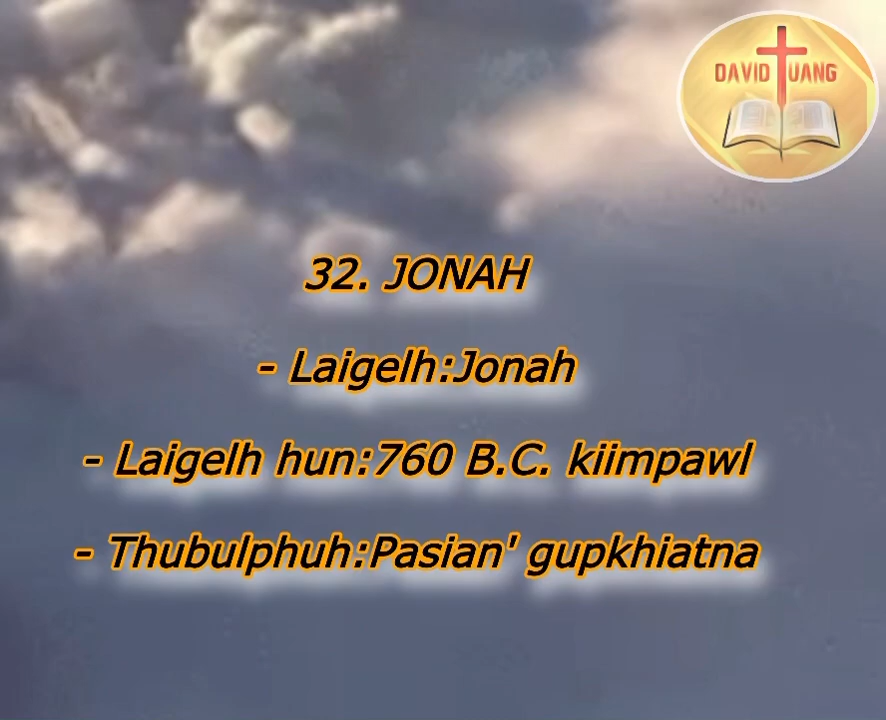 DAVID TUANG
32. JONAH
- Laigelh:Jonah
- Laigelh hun:760 B.C. kiimpawl
- Thubulphuh:Pasian' gupkhiatna